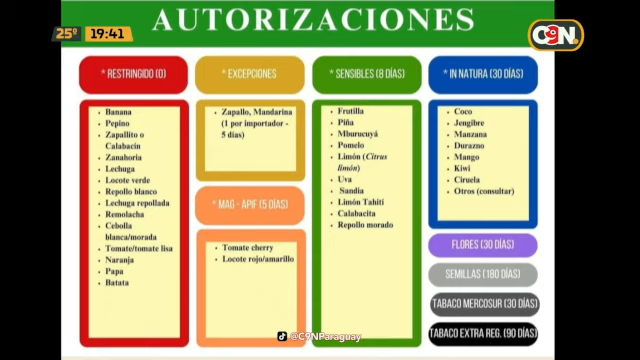 AUTORIZACIONES
25º 19:41
C9N.
* RESTRINGIDO (0)
Banana
Pepino
Zapallito o
Calabacín
Zanahoria
Lechuga
Locote verde
Repollo blanco
Lechuga repollada
Remolacha
Cebolla
blanca/morada
Tomate/tomate lisa
Naranja
Papa
Batata
* EXCEPCIONES
Zapallo, Mandarina
(1 por importador -
5 días)
* MAG - APIF (5 DÍAS)
Tomate cherry
Locote rojo/amarillo
* SENSIBLES (8 DÍAS)
Frutilla
Piña
Mburucuyá
Pomelo
Limón (Citrus
limón)
Uva
Sandia
Limón Tahití
Calabacita
Repollo morado
* IN NATURA (30 DÍAS)
Coco
Jengibre
Manzana
Durazno
Mango
Kiwi
Ciruela
Otros (consultar)
FLORES (30 DÍAS)
SEMILLAS (180 DÍAS)
TABACO MERCOSUR (30 DÍAS)
TABACO EXTRA REG. (90 DÍAS)
@C9NParaguay